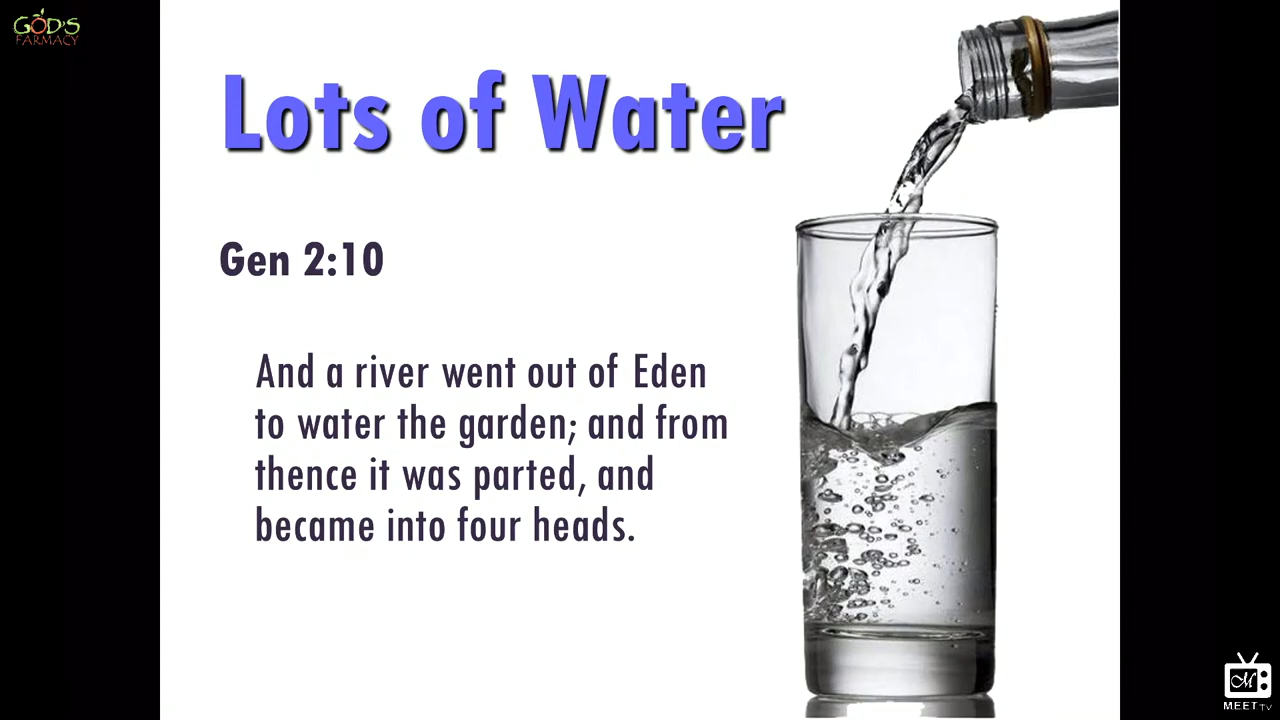 GOD'S
FARMACY
Lots of Water
Gen 2:10
And a river went out of Eden
to water the garden; and from
thence it was parted, and
became into four heads.
M
MEET TV